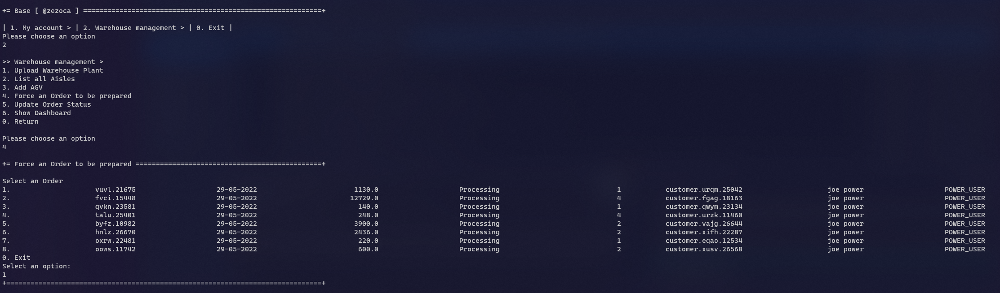 += Base [ @zezoca ] ===========================================================+
| 1. My account > | 2. Warehouse management > | 0. Exit |
Please choose an option
2
>> Warehouse management >
1. Upload Warehouse Plant
2. List all Aisles
3. Add AGV
4. Force an Order to be prepared
5. Update Order Status
6. Show Dashboard
0. Return
Please choose an option
4
+= Force an Order to be prepared ==============================================+
Select an Order
1. vuvl.21675 29-05-2022 1130.0 Processing 1 customer.urqm.25042 joe power POWER_USER
2. fvci.15448 29-05-2022 12729.0 Processing 4 customer.fgag.18163 joe power POWER_USER
3. qvkn.23581 29-05-2022 140.0 Processing 1 customer.qwym.23134 joe power POWER_USER
4. talu.25401 29-05-2022 248.0 Processing 4 customer.urzk.11460 joe power POWER_USER
5. byfz.10982 29-05-2022 3900.0 Processing 2 customer.vajg.26644 joe power POWER_USER
6. hnlz.26670 29-05-2022 2436.0 Processing 2 customer.xifh.22287 joe power POWER_USER
7. oxrw.22481 29-05-2022 220.0 Processing 1 customer.eqao.12534 joe power POWER_USER
8. oows.11742 29-05-2022 600.0 Processing 2 customer.xusv.26568 joe power POWER_USER
0. Exit
Select an option:
1
+==============================================================================+